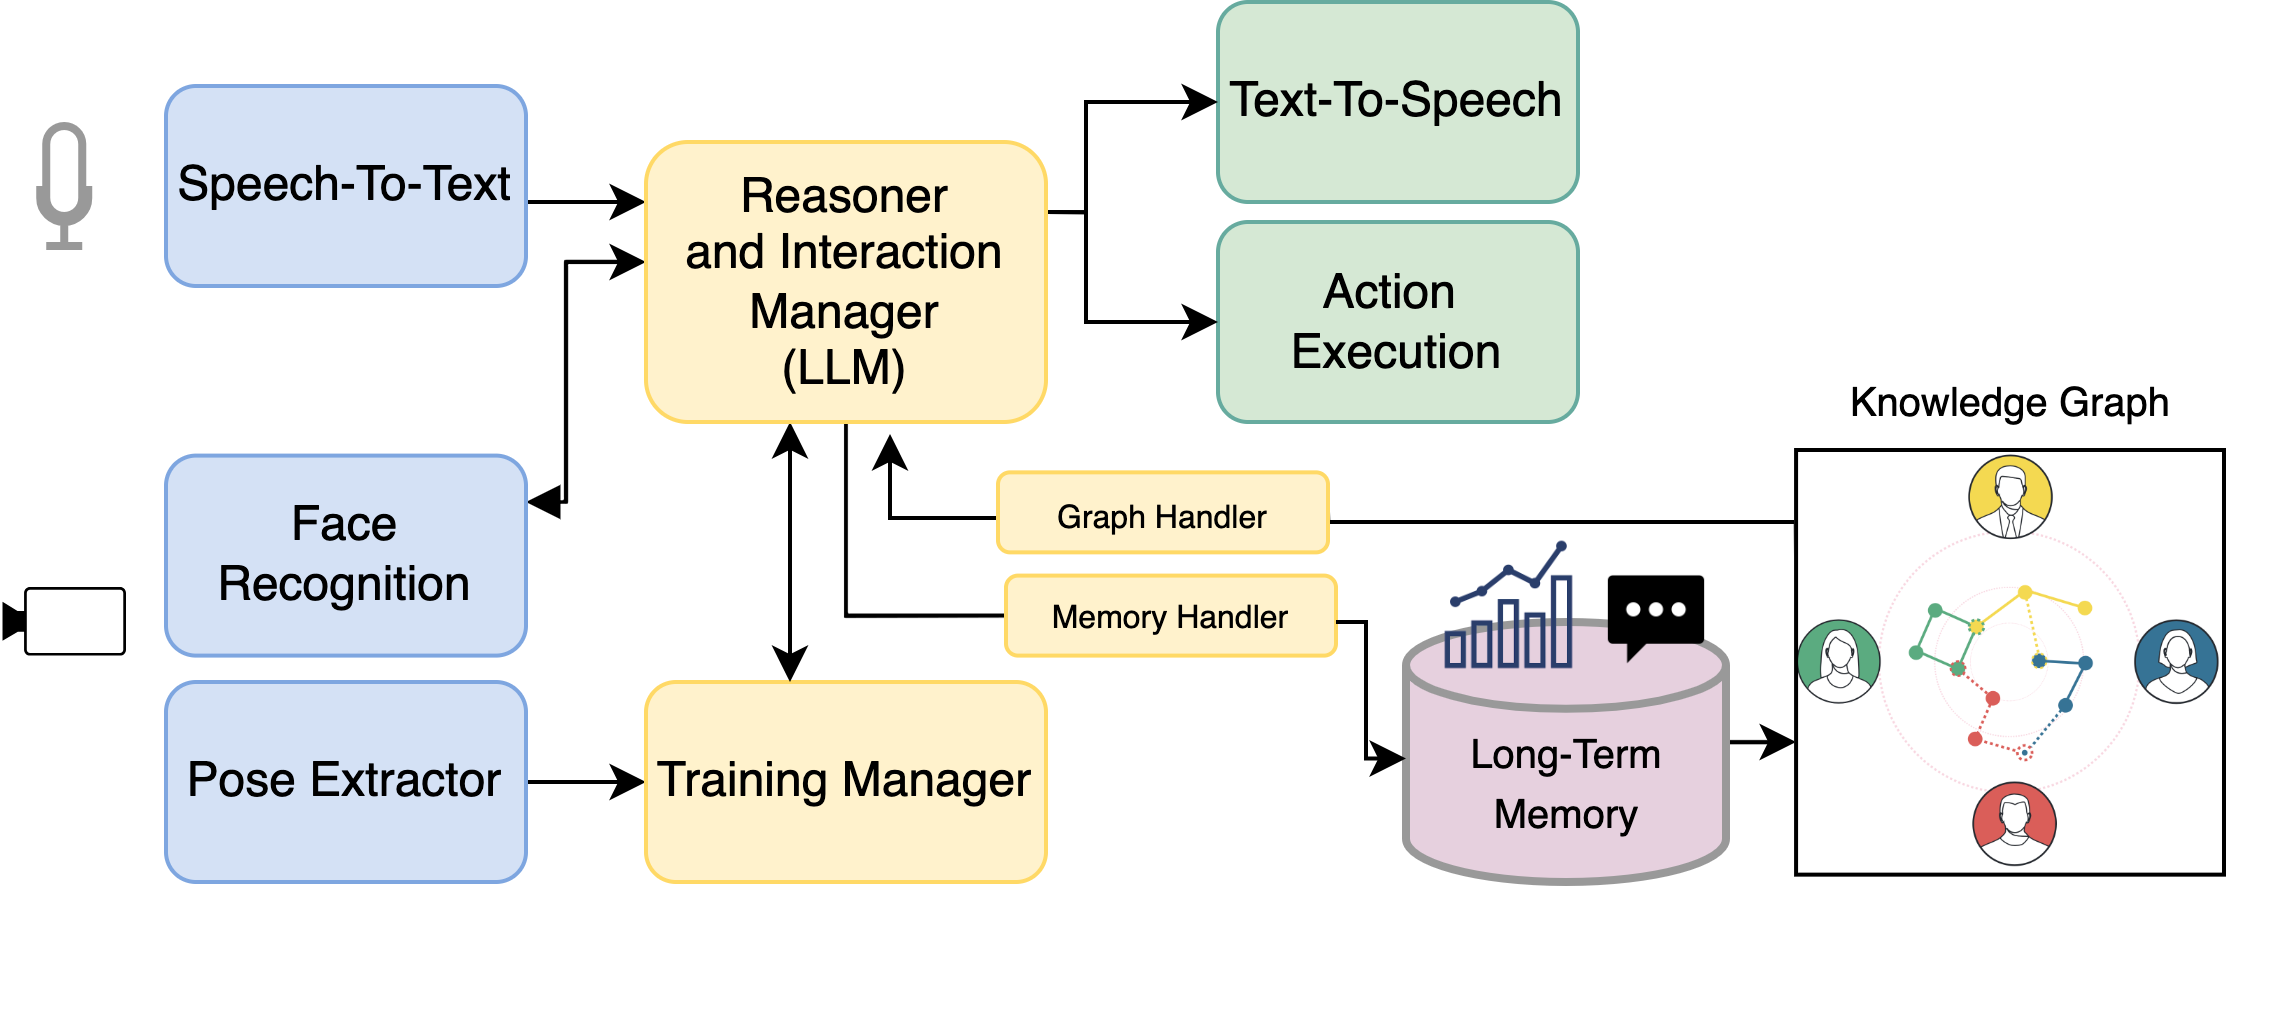 Speech-To-Text
Reasoner
and Interaction
Manager
(LLM)
Text-To-Speech
Action
Execution
Knowledge Graph
Face
Recognition
Graph Handler
Memory Handler
Pose Extractor
Training Manager
Long-Term
Memory